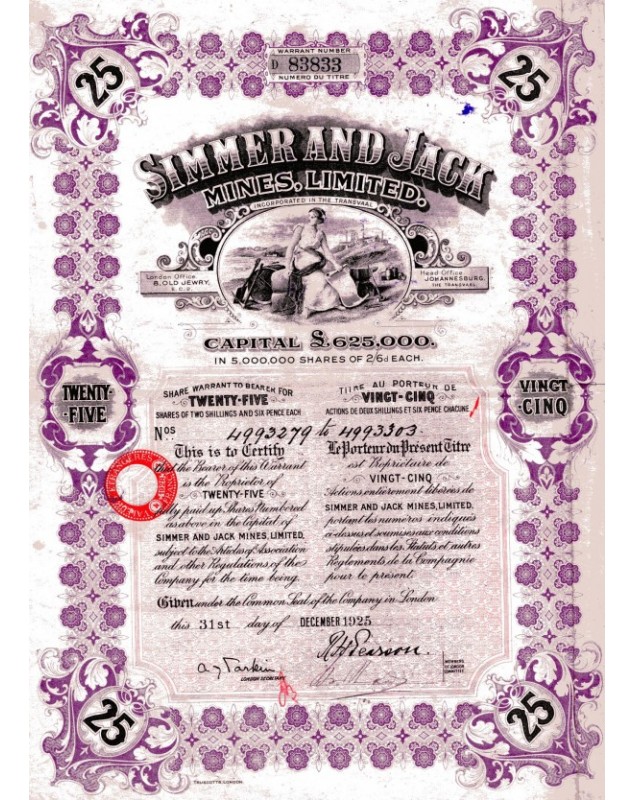 25
WARRANT NUMBER
D 83833
NUMERO DU TITRE
25
SIMMER AND JACK
MINES, LIMITED.
INCORPORATED IN THE TRANSVAAL
London Office
8, OLD JEWRY,
E.C.2.
Head Office
JOHANNESBURG,
THE TRANSVAAL
CAPITAL £.625,000.
IN 5,000,000 SHARES OF 2/6d EACH.
TWENTY-
-FIVE
VINGT-
-CINQ
SHARE WARRANT TO BEARER FOR
TWENTY-FIVE
SHARES OF TWO SHILLINGS AND SIX PENCE EACH
TITRE AU PORTEUR DE
VINGT-CINQ
ACTIONS DE DEUX SHILLINGS ET SIX PENCE CHACUNE
Nos 4993279 to 4993303.
This is to Certify
that the Bearer of this Warrant
is the Proprietor of
TWENTY-FIVE
fully paid up Shares Numbered
as above in the Capital of
SIMMER AND JACK MINES, LIMITED,
subject to the Articles of Association
and other Regulations of the
Company for the time being.
Le Porteur du Présent Titre
est Propriétaire de
VINGT-CINQ
Actions entièrement libérées de
SIMMER AND JACK MINES, LIMITED,
portant les numeros indiqués
ci-dessus et soumises aux conditions
stipulées dans les Statuts et autres
Reglements de la Compagnie
pour le présent
Given under the Common Seal of the Company in London
this 31st day of DECEMBER 1925
LONDON SECRETARY
MEMBERS OF
LONDON
COMMITTEE
25
25